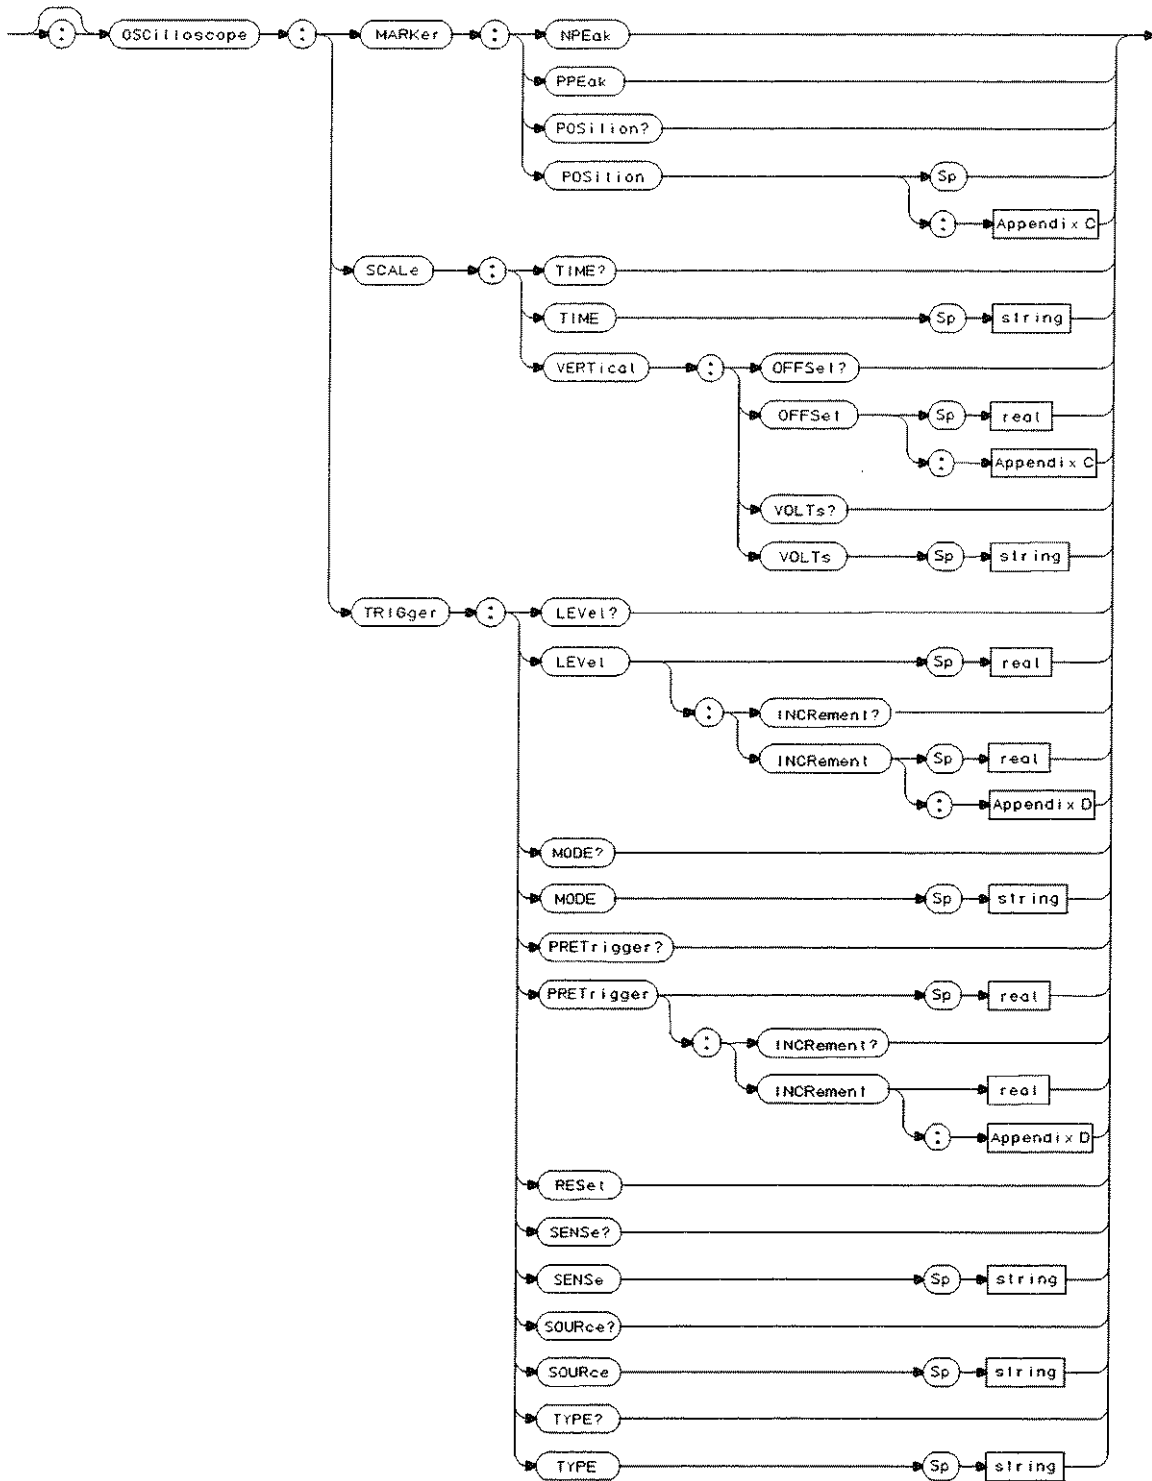 : OSCilloscope : MARKer : NPEak
PPEak
POSition?
POSition Sp
: Appendix C
SCALe : TIME?
TIME Sp string
VERTical : OFFSet?
OFFSet Sp real
: Appendix C
VOLTs?
VOLTs Sp string
TRIGger : LEVel?
LEVel Sp real
: INCRement?
INCRement Sp real
: Appendix D
MODE?
MODE Sp string
PRETrigger?
PRETrigger Sp real
: INCRement?
INCRement real
: Appendix D
RESet
SENSe?
SENSe Sp string
SOURce?
SOURce Sp string
TYPE?
TYPE Sp string